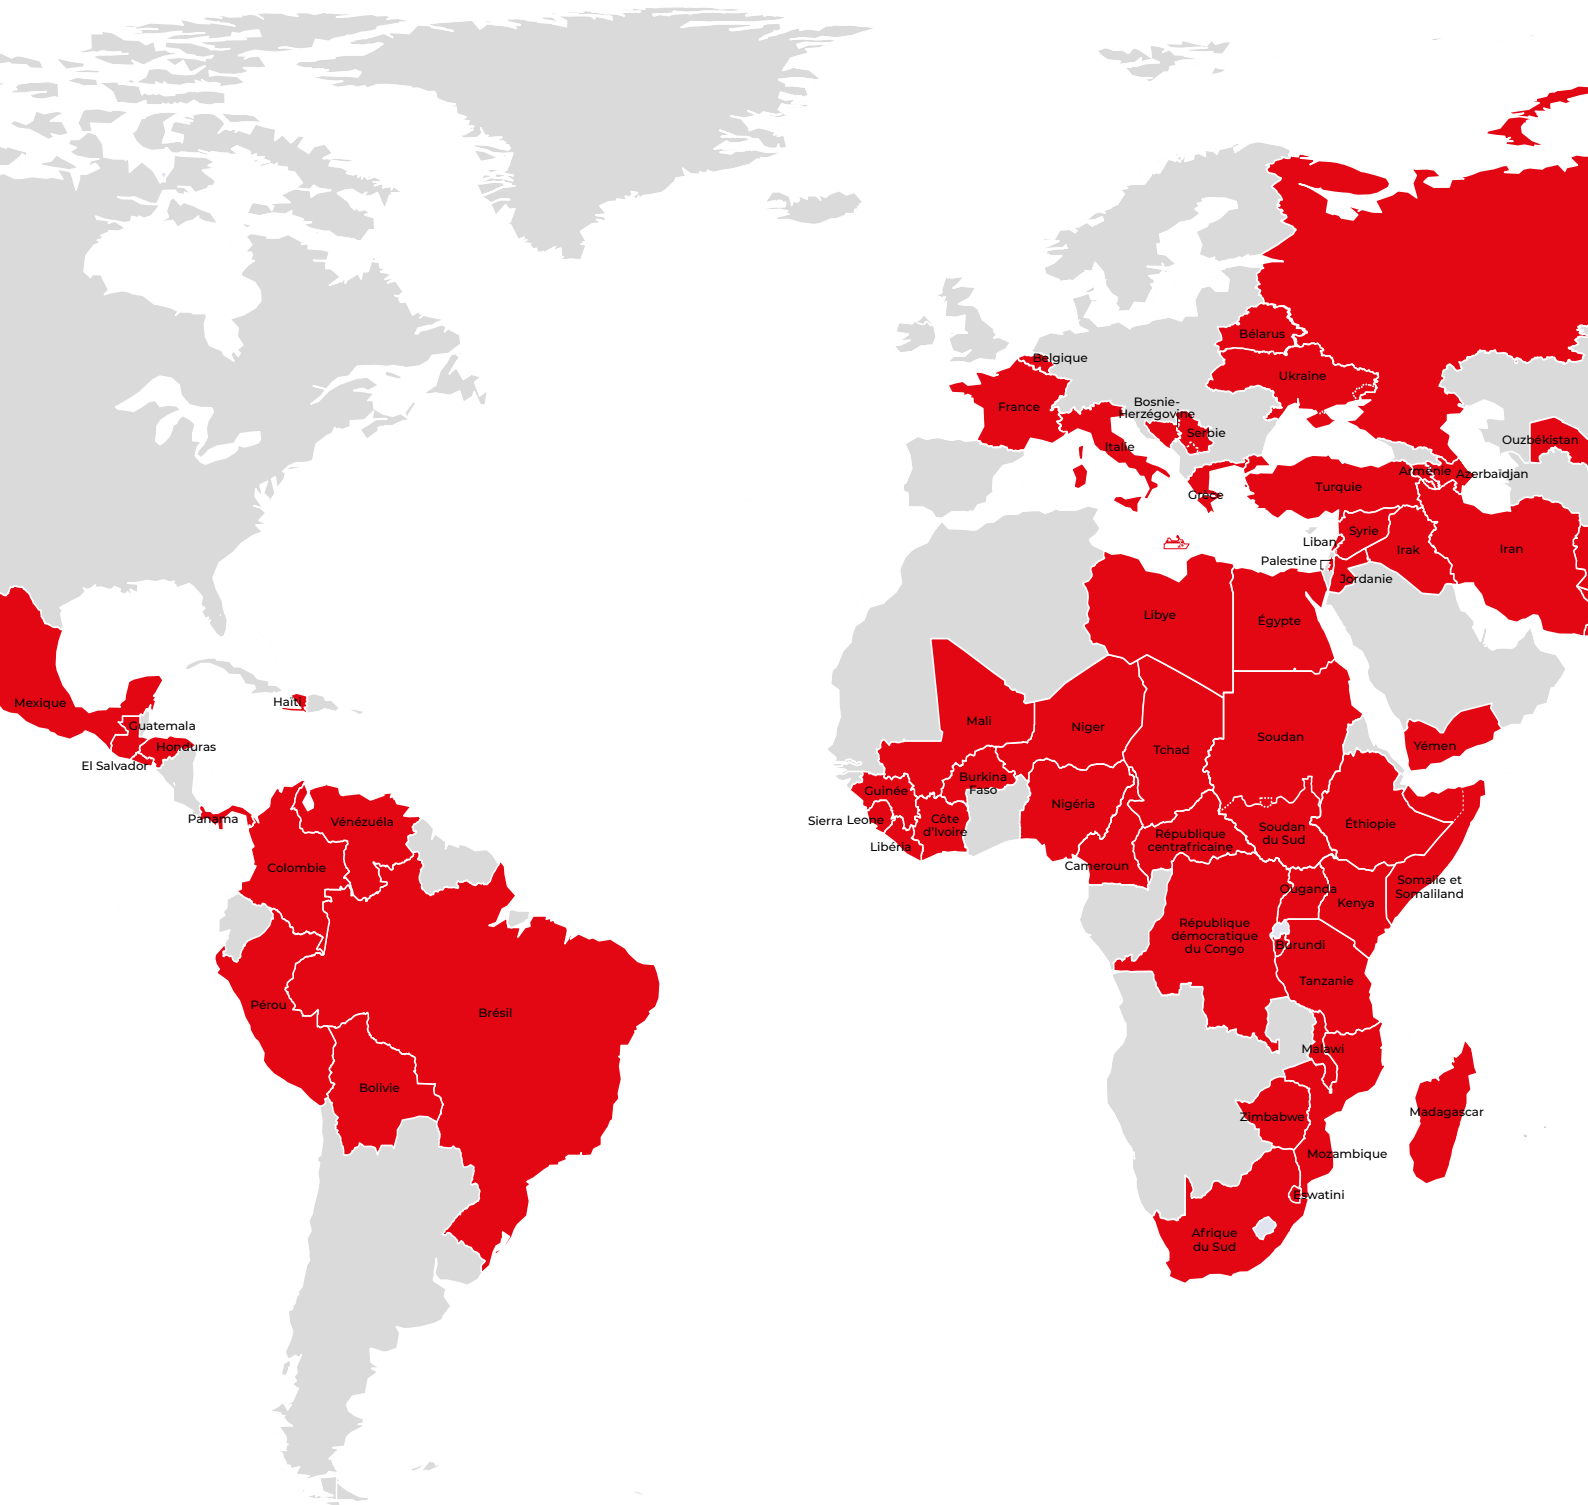 Bélarus
Belgique
Ukraine
Bosnie-
Herzégovine
France
Serbie
Italie
Ouzbékistan
Arménie
Azerbaïdjan
Turquie
Grèce
Syrie
Liban
Irak
Iran
Palestine
Jordanie
Libye
Égypte
Mexique
Haïti
Guatemala
Honduras
El Salvador
Mali
Niger
Tchad
Soudan
Yémen
Burkina
Faso
Guinée
Nigéria
Sierra Leone
Côte
d’Ivoire
Libéria
Panama
Vénézuéla
Colombie
République
centrafricaine
Soudan
du Sud
Éthiopie
Cameroun
Ouganda
Kenya
Somalie et
Somaliland
République
démocratique
du Congo
Burundi
Tanzanie
Pérou
Brésil
Bolivie
Malawi
Zimbabwe
Madagascar
Mozambique
Eswatini
Afrique
du Sud